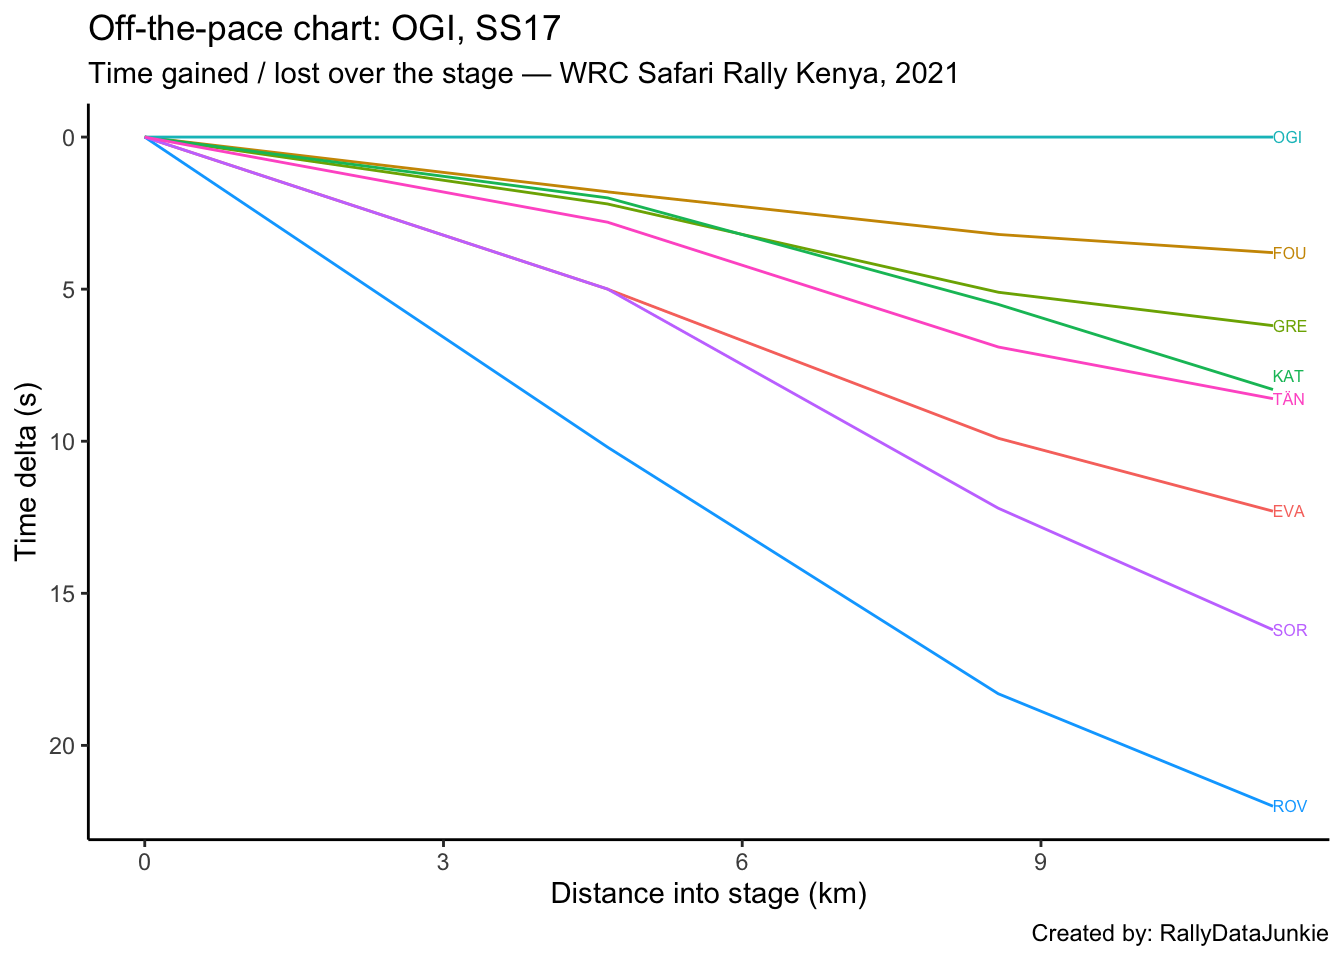 Off-the-pace chart: OGI, SS17
Time gained / lost over the stage — WRC Safari Rally Kenya, 2021
Time delta (s)
0
5
10
15
20
OGI
FOU
GRE
KAT
TÄN
EVA
SOR
ROV
0 3 6 9
Distance into stage (km)
Created by: RallyDataJunkie